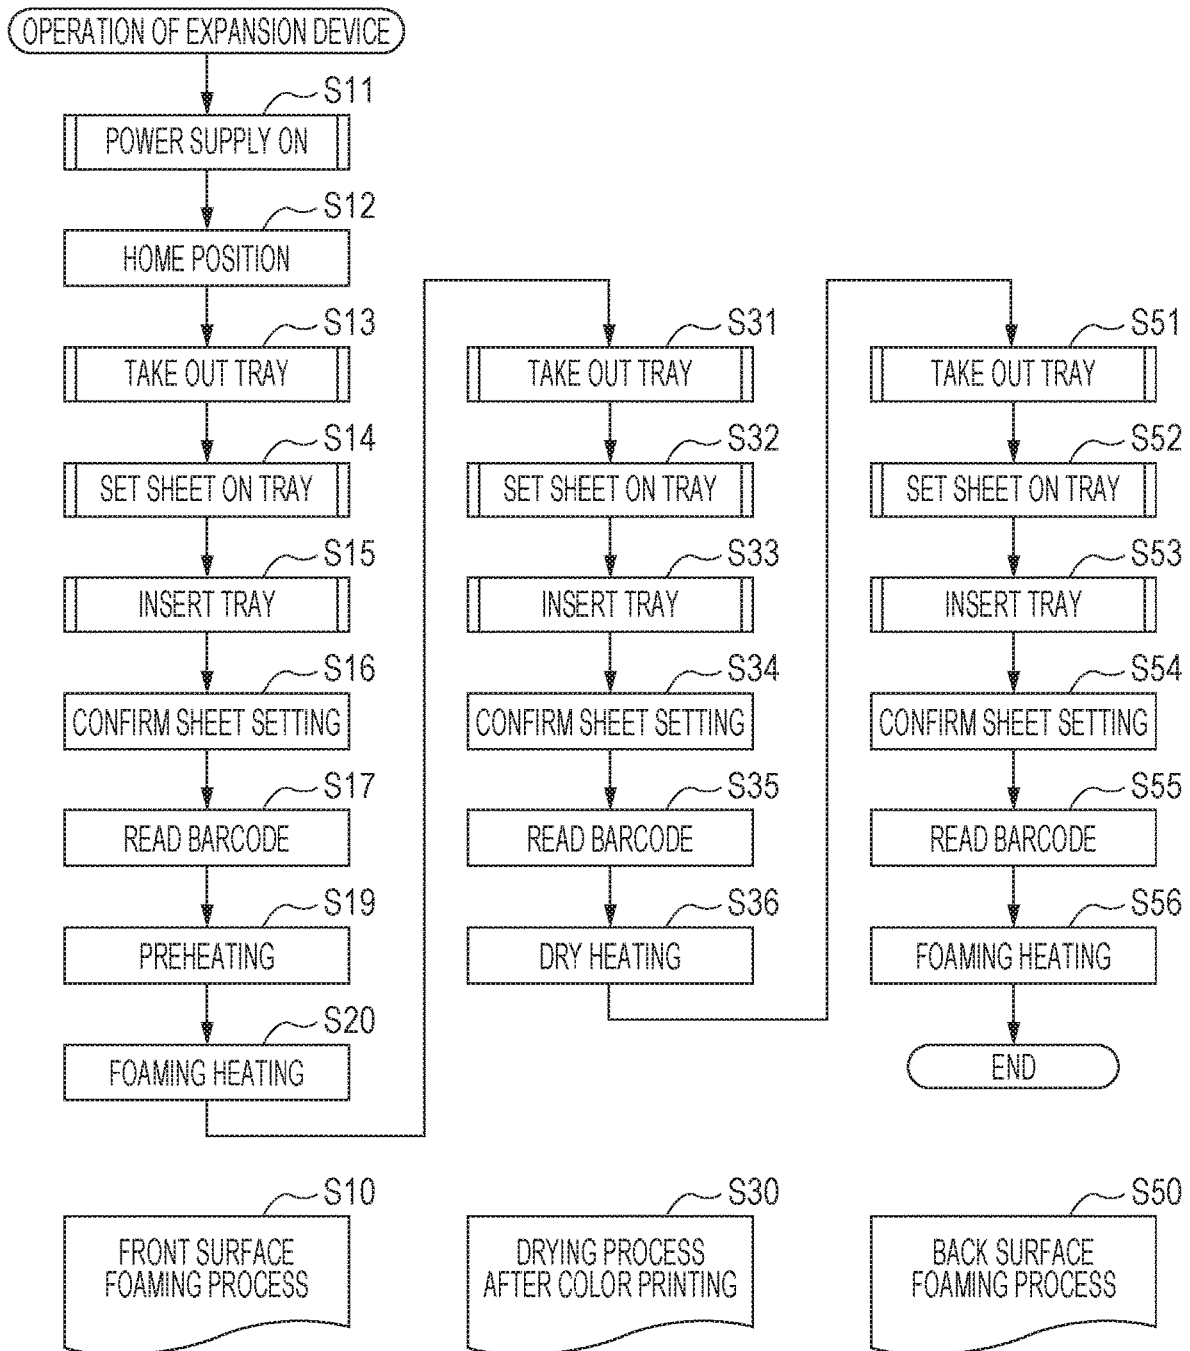 OPERATION OF EXPANSION DEVICE
S11
POWER SUPPLY ON
S12
HOME POSITION
S13
TAKE OUT TRAY
S14
SET SHEET ON TRAY
S15
INSERT TRAY
S16
CONFIRM SHEET SETTING
S17
READ BARCODE
S19
PREHEATING
S20
FOAMING HEATING
S10
FRONT SURFACE
FOAMING PROCESS
S31
TAKE OUT TRAY
S32
SET SHEET ON TRAY
S33
INSERT TRAY
S34
CONFIRM SHEET SETTING
S35
READ BARCODE
S36
DRY HEATING
S30
DRYING PROCESS
AFTER COLOR PRINTING
S51
TAKE OUT TRAY
S52
SET SHEET ON TRAY
S53
INSERT TRAY
S54
CONFIRM SHEET SETTING
S55
READ BARCODE
S56
FOAMING HEATING
END
S50
BACK SURFACE
FOAMING PROCESS